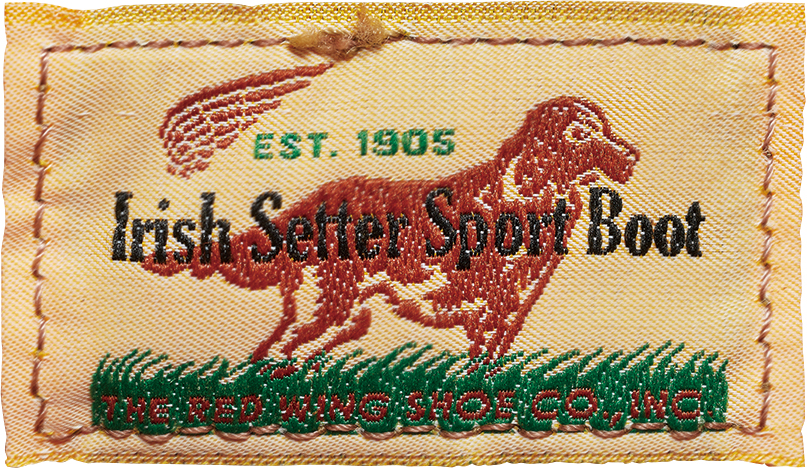 EST. 1905
Irish Setter Sport Boot
THE RED WING SHOE CO., INC.